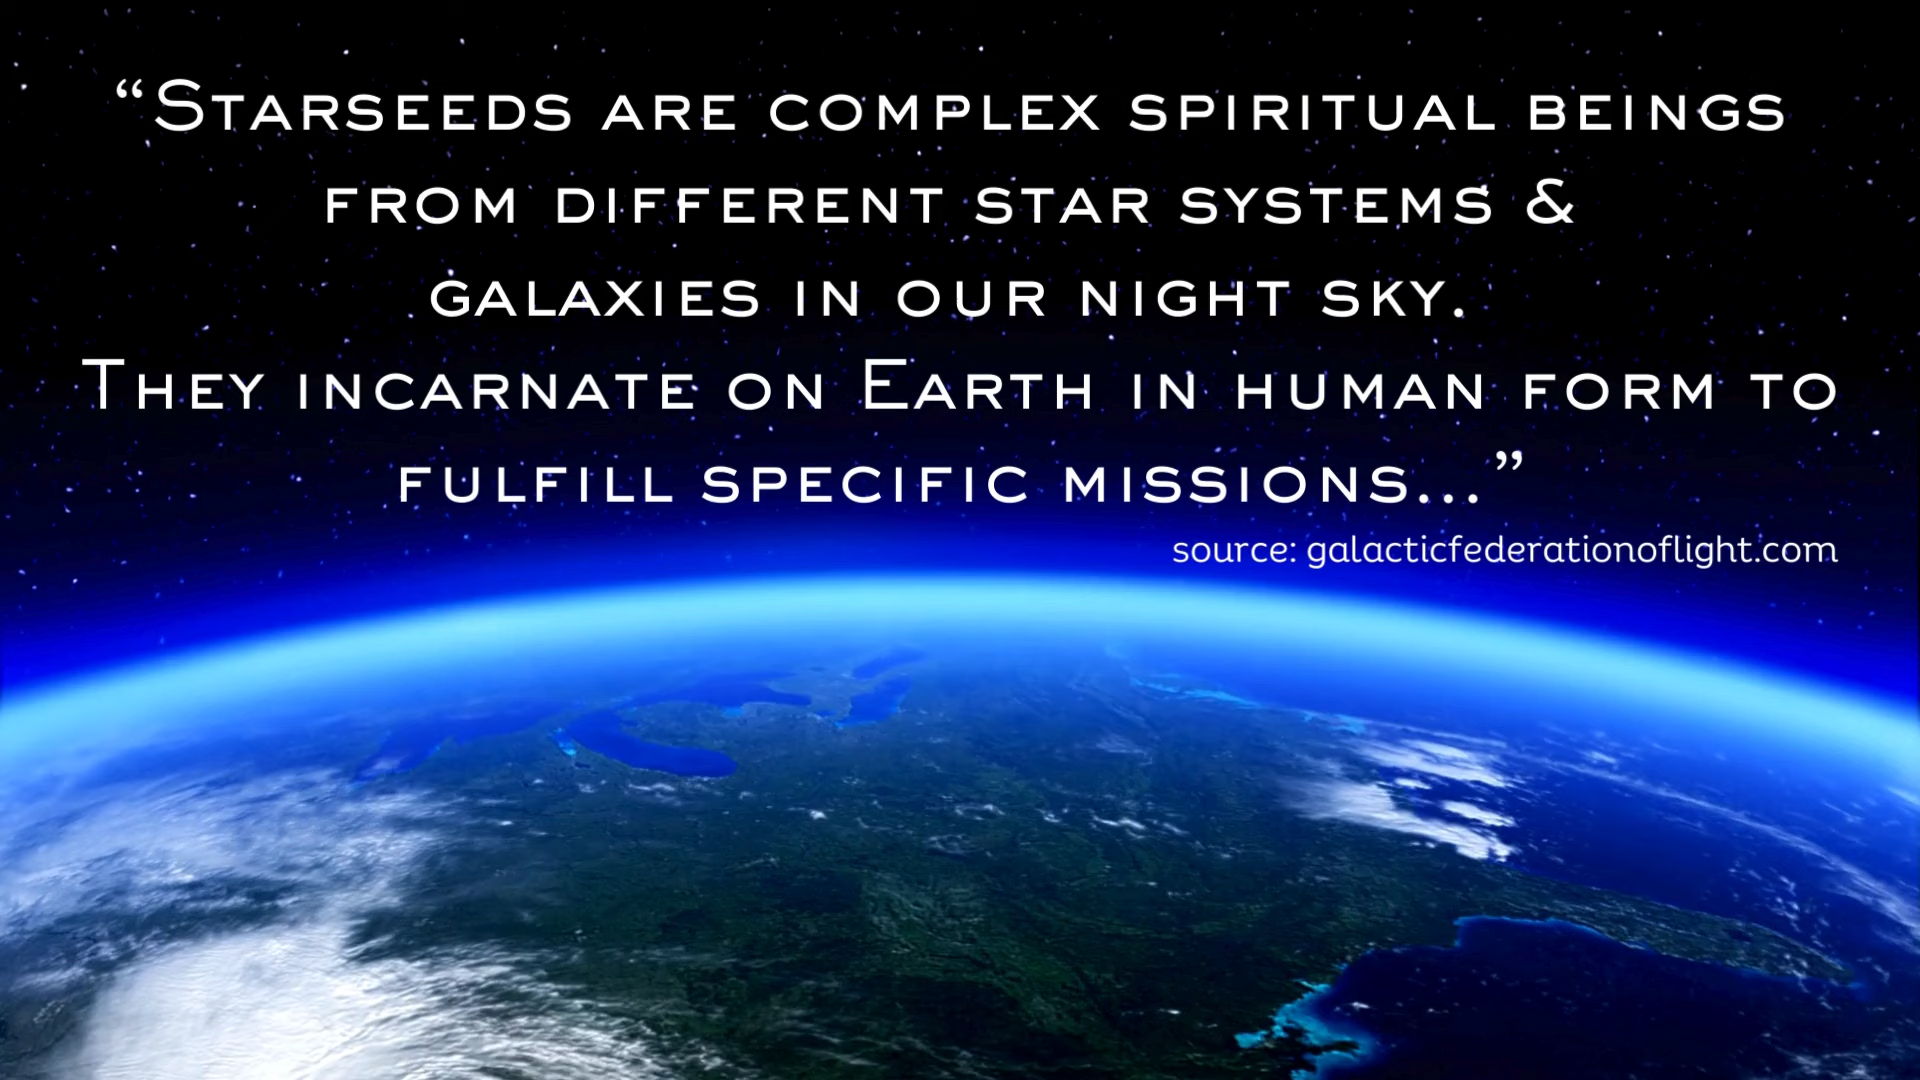 “Starseeds are complex spiritual beings
from different star systems &
galaxies in our night sky.
They incarnate on Earth in human form to
fulfill specific missions...”
source: galacticfederationoflight.com